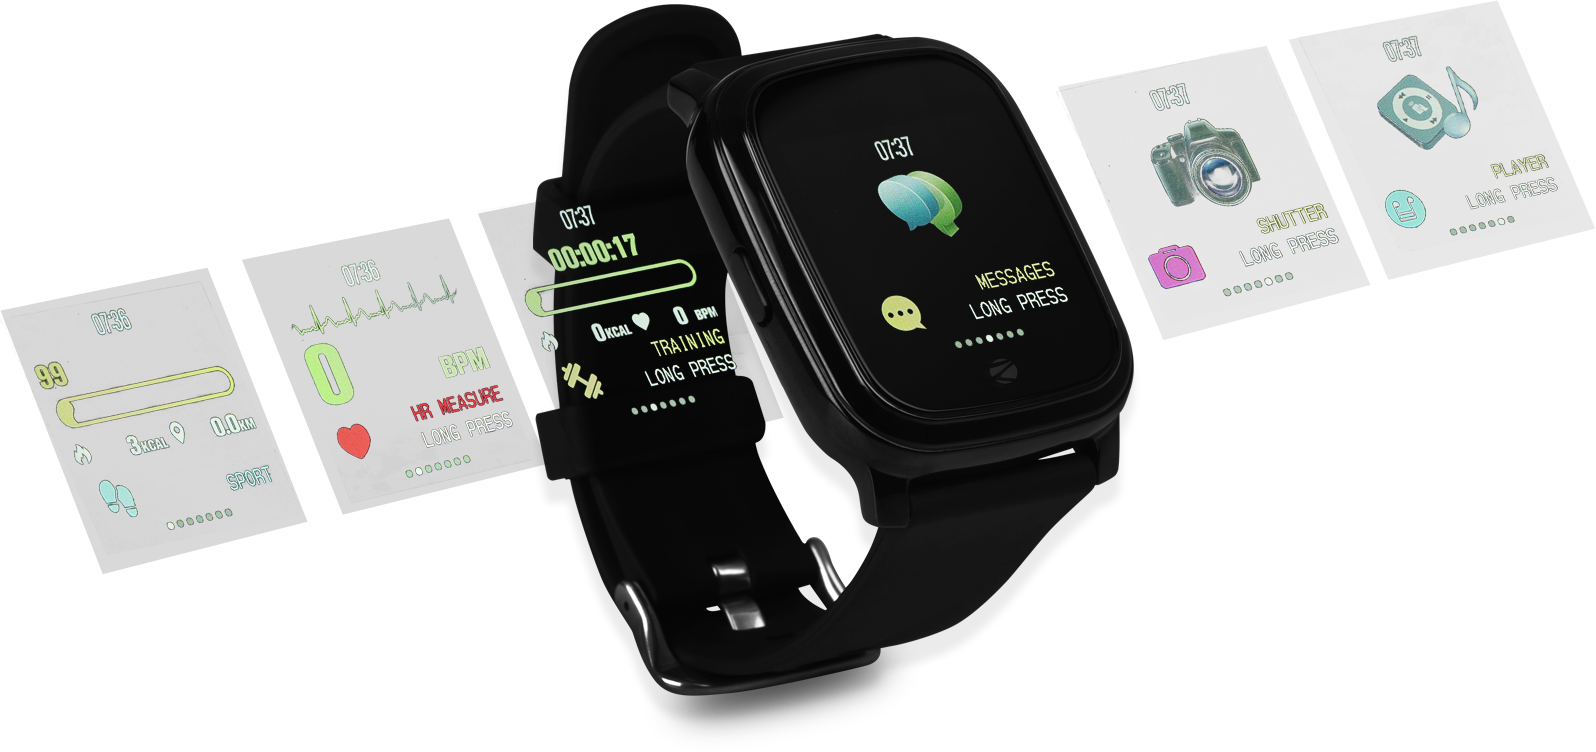 07:36
99
3KCAL
0.0KM
SPORT
07:36
0
BPM
HR MEASURE
LONG PRESS
07:37
00:00:17
0KCAL
0 BPM
TRAINING
LONG PRESS
07:37
MESSAGES
LONG PRESS
07:37
SHUTTER
LONG PRESS
07:37
PLAYER
LONG PRESS